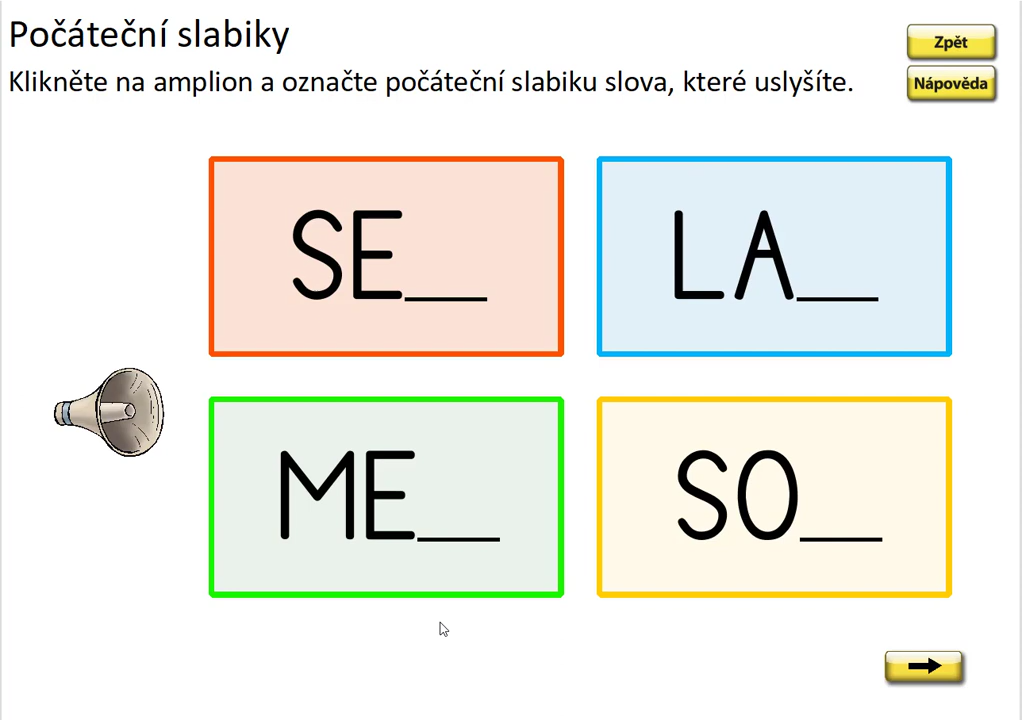 Počáteční slabiky
Zpět
Klikněte na amplion a označte počáteční slabiku slova, které uslyšíte.
Nápověda
SE__
LA__
ME__
SO__